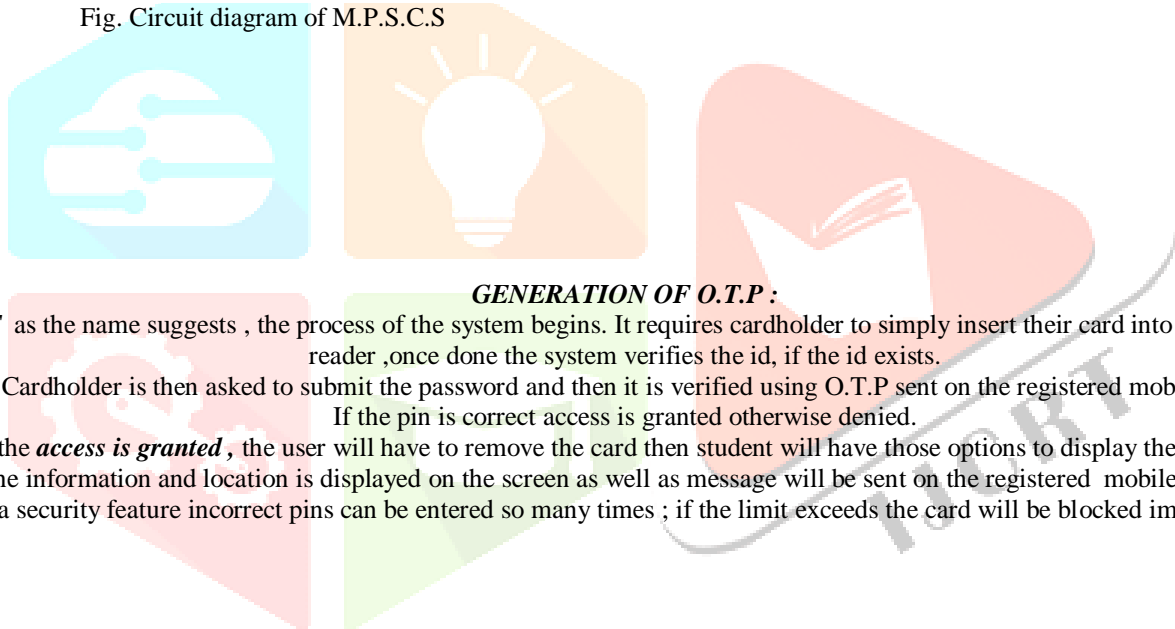 Fig. Circuit diagram of M.P.S.C.S
GENERATION OF O.T.P :
as the name suggests , the process of the system begins. It requires cardholder to simply insert their card into
reader ,once done the system verifies the id, if the id exists.
Cardholder is then asked to submit the password and then it is verified using O.T.P sent on the registered mob
If the pin is correct access is granted otherwise denied.
the access is granted , the user will have to remove the card then student will have those options to display the
information and location is displayed on the screen as well as message will be sent on the registered mobile
a security feature incorrect pins can be entered so many times ; if the limit exceeds the card will be blocked im
IJCRT